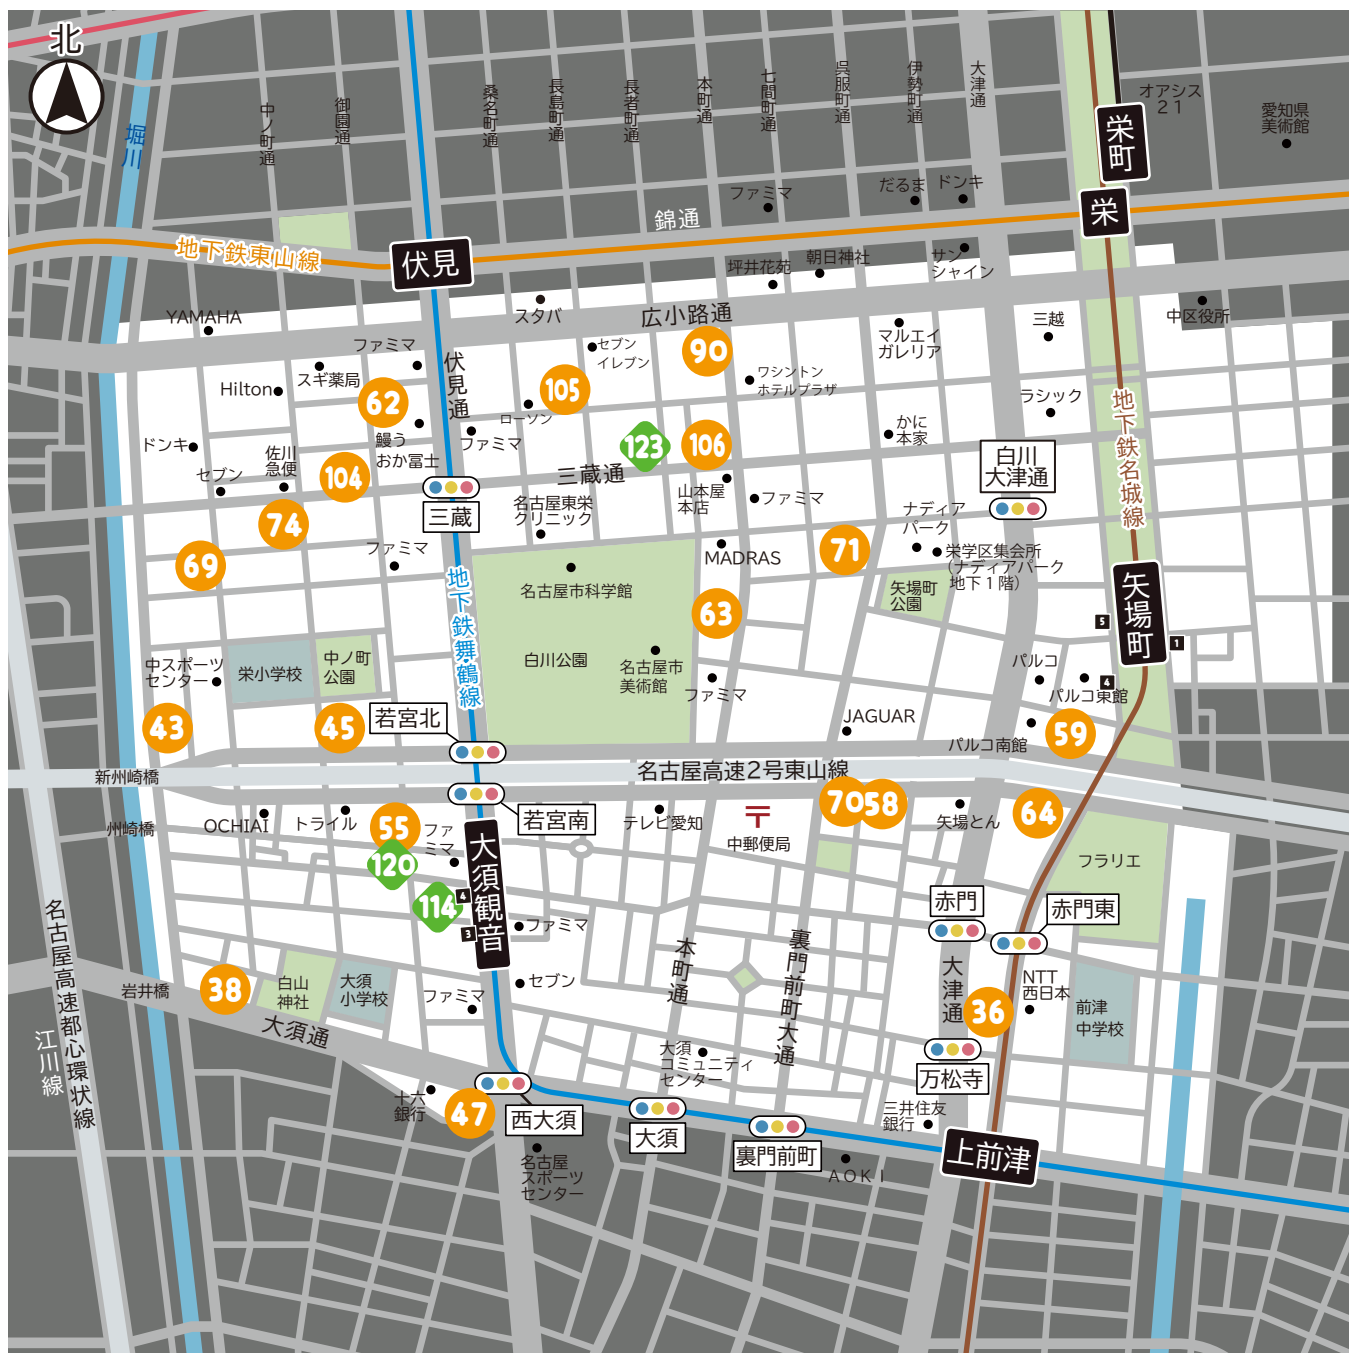 北
堀川
中ノ町通
御園通
桑名町通
長島町通
長者町通
本町通
七間町通
呉服町通
伊勢町通
大津通
オアシス
21
愛知県
美術館
栄町
栄
ファミマ
だるま
ドンキ
錦通
地下鉄東山線
伏見
坪井花苑
朝日神社
サン
シャイン
YAMAHA
スタバ
広小路通
マルエイ
ガレリア
三越
中区役所
ファミマ
伏見通
セブン
イレブン
90
スギ薬局
Hilton
62
105
ローソン
ワシントン
ホテルプラザ
ラシック
地下鉄名城線
ドンキ
鰻う
おか冨士
ファミマ
123
106
かに
本家
白川
大津通
セブン
佐川
急便
104
三蔵通
三蔵
山本屋
本店
ファミマ
名古屋東栄
クリニック
ナディア
パーク
74
ファミマ
MADRAS
71
栄学区集会所
(ナディアパーク
地下1階)
69
名古屋市科学館
矢場町
公園
矢場町
5
1
4
63
地下鉄舞鶴線
白川公園
名古屋市
美術館
ファミマ
中スポーツ
センター
栄小学校
中ノ町
公園
パルコ
パルコ東館
43
45
若宮北
JAGUAR
パルコ南館
59
新州崎橋
名古屋高速2号東山線
州崎橋
OCHIAI
トライル
55
ファ
ミマ
若宮南
テレビ愛知
〒
中郵便局
70
58
矢場とん
64
120
大須観音
4
3
フラリエ
114
ファミマ
赤門
赤門東
名古屋高速都心環状線
江川線
本町通
裏門前町大通
大津通
岩井橋
38
白山
神社
大須
小学校
セブン
ファミマ
NTT
西日本
36
前津
中学校
大須通
大須
コミュニティ
センター
万松寺
十六
銀行
47
西大須
大須
裏門前町
三井住友
銀行
上前津
名古屋
スポーツ
センター
AOKI